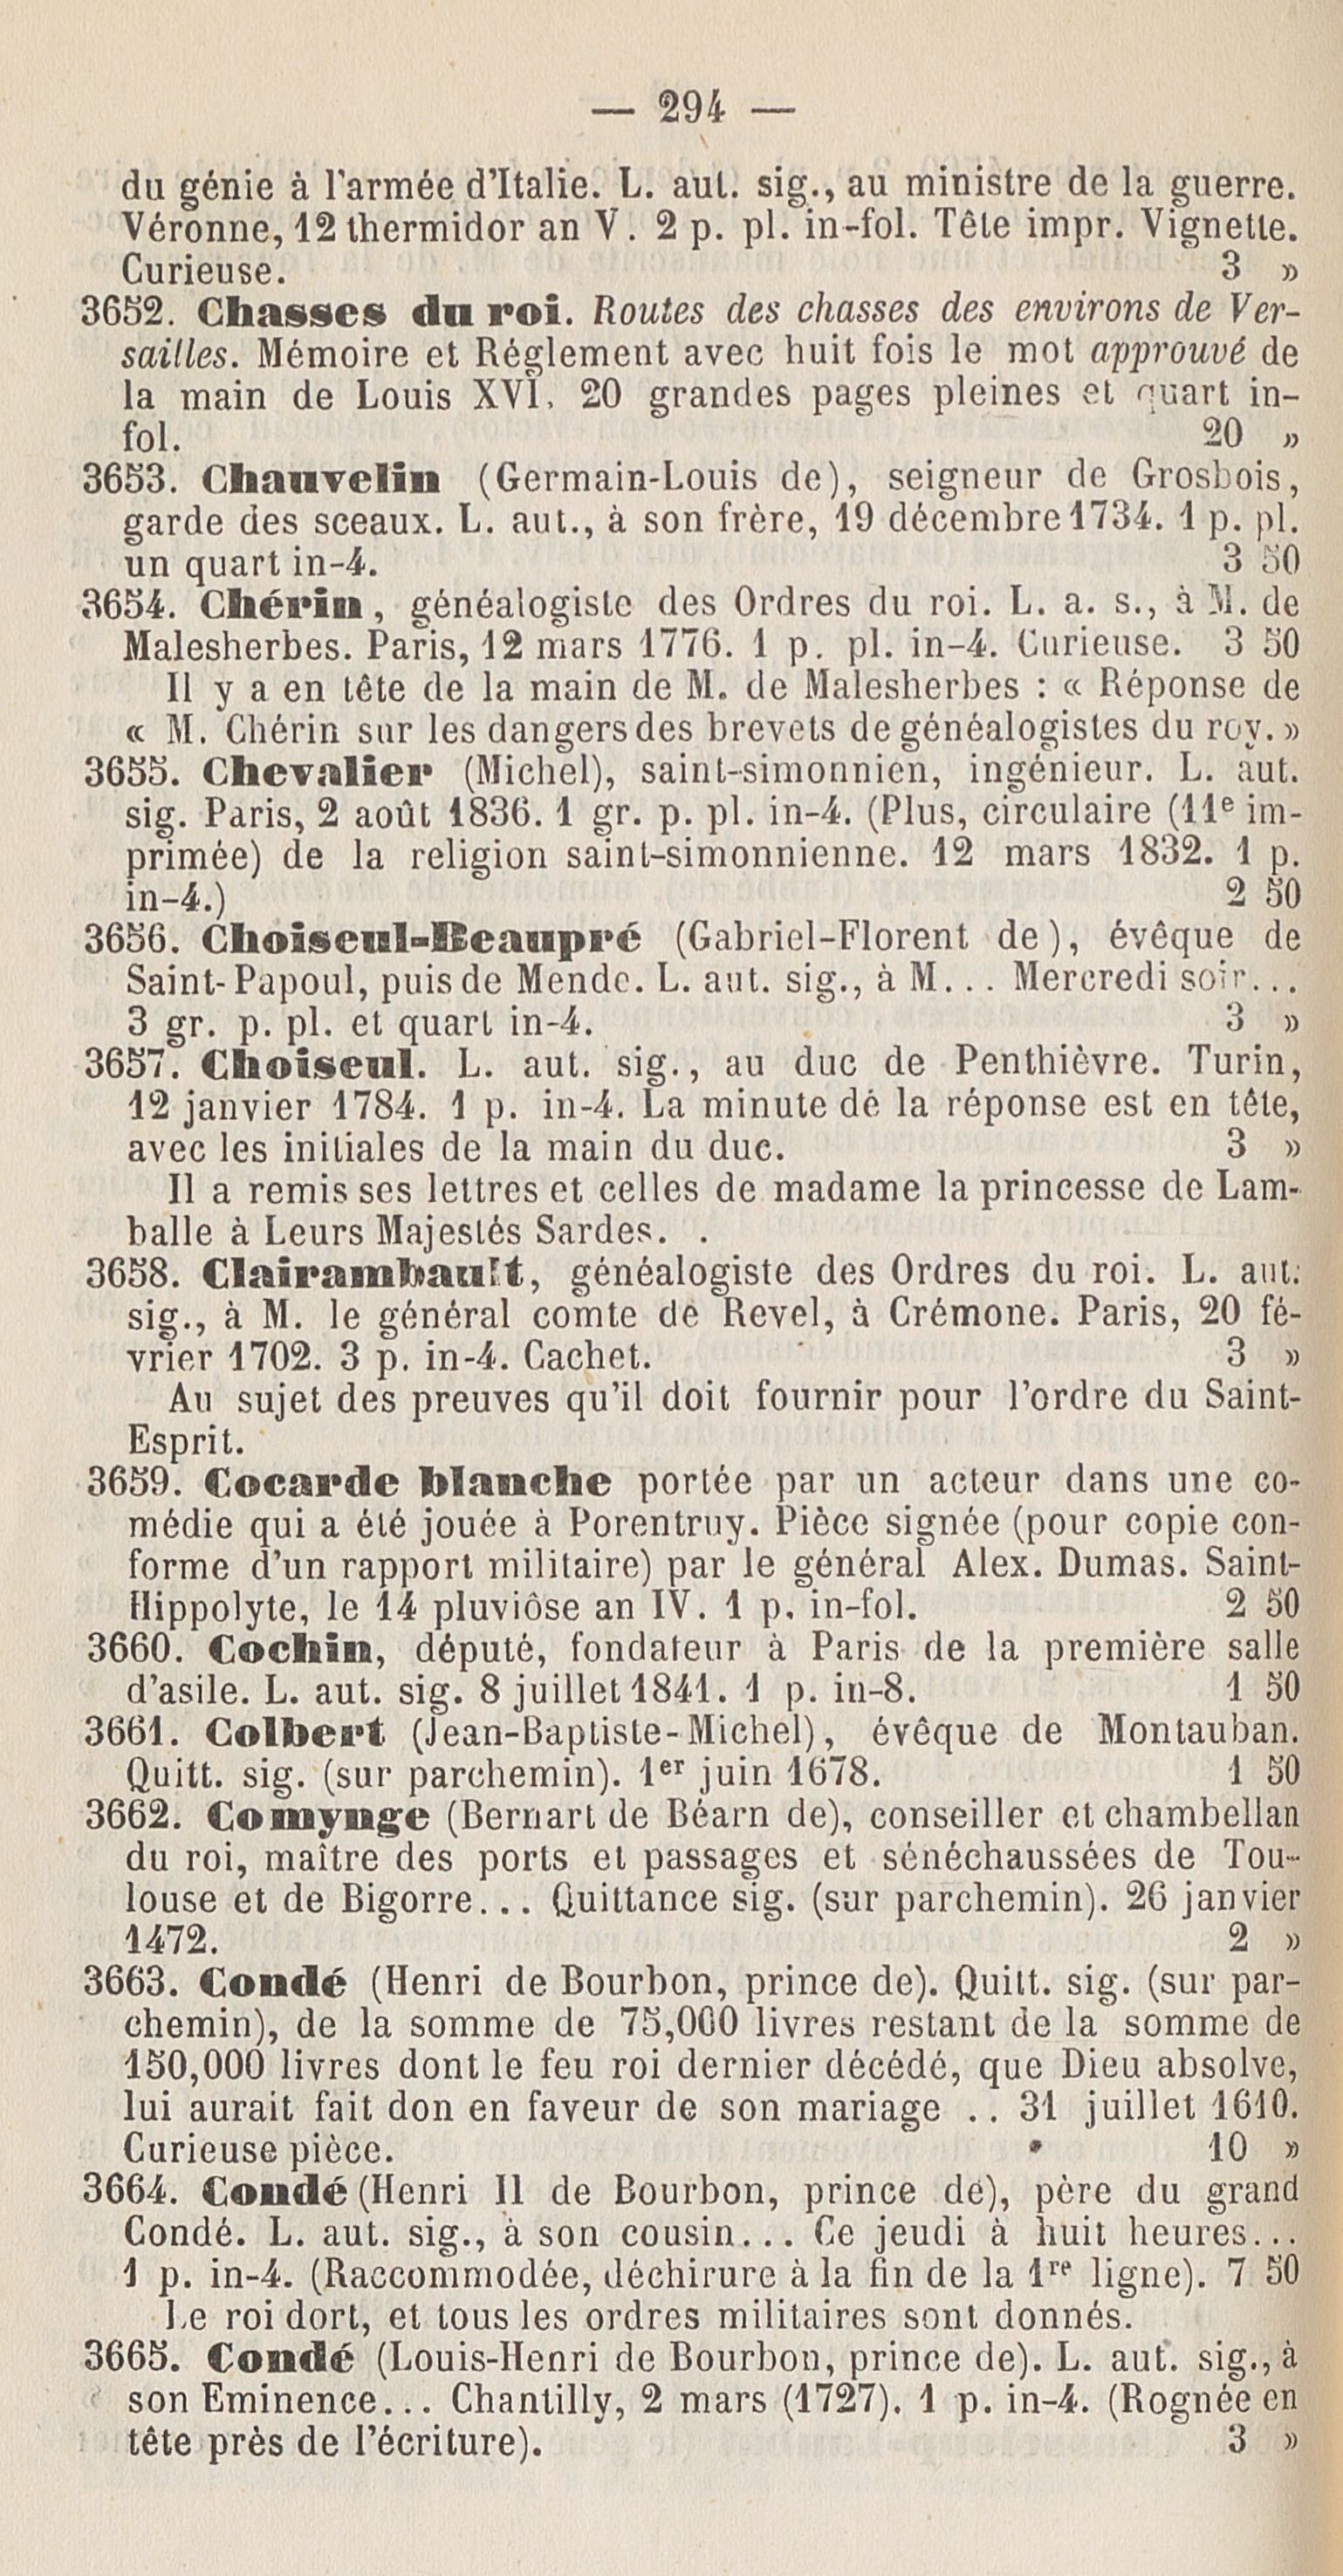 — 294 —
du génie à l'armée d'Italie. L. aut. sig., au ministre de la guerre.
Véronne, 12 thermidor an V. 2 p. pl. in-fol. Tête impr. Vignette.
Curieuse. 3 »
3652. Chasses du roi. Routes des chasses des environs de Ver-
sailles. Mémoire et Réglement avec huit fois le mot approuvé de
la main de Louis XVI. 20 grandes pages pleines et quart in-
fol. 20 »
3653. Chauvelin (Germain-Louis de), seigneur de Grosbois,
garde des sceaux. L. aut., à son frère, 19 décembre 1734. 1 p. pl.
un quart in-4. 3 50
3654. Chérin, généalogiste des Ordres du roi. L. a. s., à M. de
Malesherbes. Paris, 12 mars 1776. 1 p. pl. in-4. Curieuse. 3 50
Il y a en tête de la main de M. de Malesherbes : « Réponse de
« M. Chérin sur les dangers des brevets de généalogistes du roy. »
3655. Chevalier (Michel), saint-simonnien, ingénieur. L. aut.
sig. Paris, 2 août 1836. 1 gr. p. pl. in-4. (Plus, circulaire (11e im-
primée) de la religion saint-simonnienne. 12 mars 1832. 1 p.
in-4.) 2 50
3656. Choiseul-Beaupré (Gabriel-Florent de), évêque de
Saint-Papoul, puis de Mende. L. aut. sig., à M... Mercredi soir...
3 gr. p. pl. et quart in-4. 3 »
3657. Choiseul. L. aut. sig., au duc de Penthièvre. Turin,
12 janvier 1784. 1 p. in-4. La minute dé la réponse est en tête,
avec les initiales de la main du duc. 3 »
Il a remis ses lettres et celles de madame la princesse de Lam-
balle à Leurs Majestés Sardes. .
3658. Clairambault, généalogiste des Ordres du roi. L. aut.
sig., à M. le général comte de Revel, à Crémone. Paris, 20 fé-
vrier 1702. 3 p. in-4. Cachet. 3 »
Au sujet des preuves qu'il doit fournir pour l'ordre du Saint-
Esprit.
3659. Cocarde blanche portée par un acteur dans une co-
médie qui a été jouée à Porentruy. Pièce signée (pour copie con-
forme d'un rapport militaire) par le général Alex. Dumas. Saint-
Hippolyte, le 14 pluviôse an IV. 1 p. in-fol. 2 50
3660. Cochin, député, fondateur à Paris de la première salle
d'asile. L. aut. sig. 8 juillet 1841. 1 p. in-8. 1 50
3661. Colbert (Jean-Baptiste-Michel), évêque de Montauban.
Quitt. sig. (sur parchemin). 1er juin 1678. 1 50
3662. Comynge (Bernart de Béarn de), conseiller et chambellan
du roi, maître des ports et passages et sénéchaussées de Tou-
louse et de Bigorre... Quittance sig. (sur parchemin). 26 janvier
1472. 2 »
3663. Condé (Henri de Bourbon, prince de). Quitt. sig. (sur par-
chemin), de la somme de 75,000 livres restant de la somme de
150,000 livres dont le feu roi dernier décédé, que Dieu absolve,
lui aurait fait don en faveur de son mariage .. 31 juillet 1610.
Curieuse pièce. 10 »
3664. Condé (Henri II de Bourbon, prince de), père du grand
Condé. L. aut. sig., à son cousin... Ce jeudi à huit heures...
1 p. in-4. (Raccommodée, déchirure à la fin de la 1re ligne). 7 50
Le roi dort, et tous les ordres militaires sont donnés.
3665. Condé (Louis-Henri de Bourbon, prince de). L. aut. sig., à
son Eminence... Chantilly, 2 mars (1727). 1 p. in-4. (Rognée en
tête près de l'écriture). 3 »